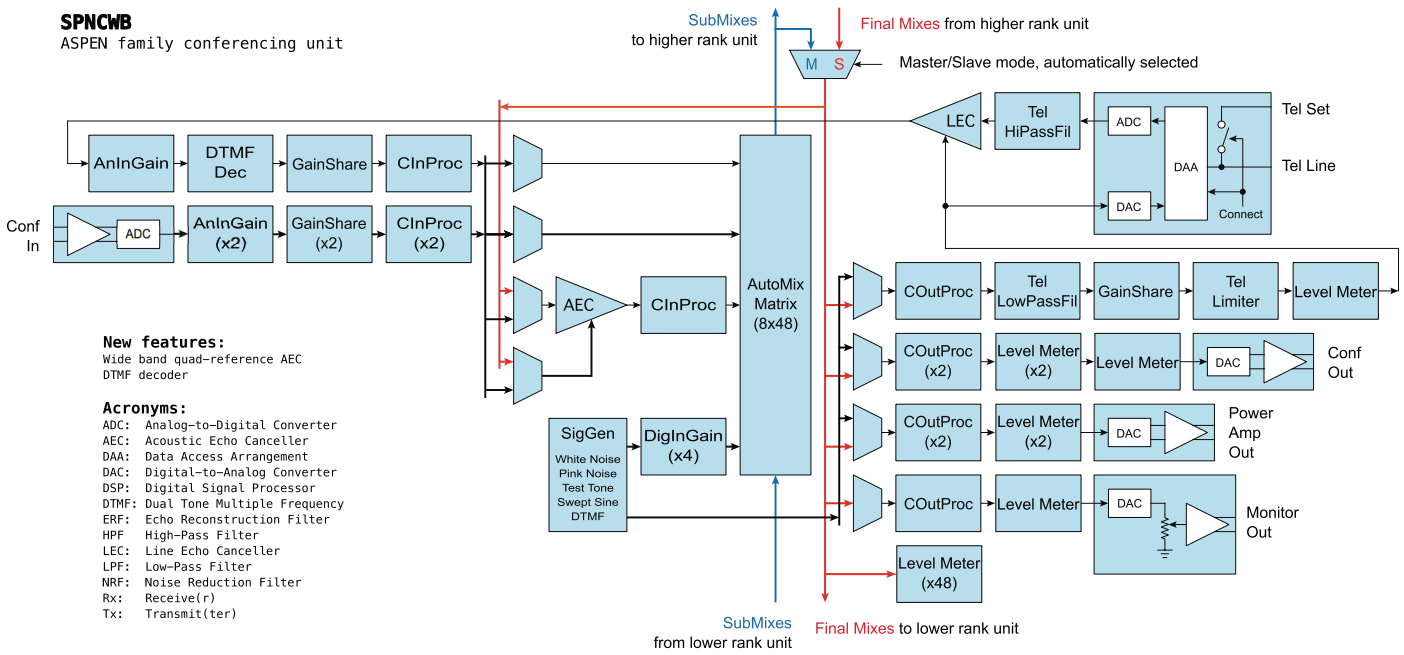 SPNCWB
ASPEN family conferencing unit
SubMixes
to higher rank unit
Final Mixes from higher rank unit
M S
Master/Slave mode, automatically selected
AnInGain
DTMF
Dec
GainShare
CInProc
LEC
Tel
HiPassFil
ADC
DAC
DAA
Connect
Tel Set
Tel Line
Conf
In
ADC
AnInGain
(x2)
GainShare
(x2)
CInProc
(x2)
AEC
CInProc
AutoMix
Matrix
(8x48)
SigGen
White Noise
Pink Noise
Test Tone
Swept Sine
DTMF
DigInGain
(x4)
COutProc
Tel
LowPassFil
GainShare
Tel
Limiter
Level Meter
COutProc
(x2)
Level Meter
(x2)
Level Meter
DAC
Conf
Out
COutProc
(x2)
Level Meter
(x2)
DAC
Power
Amp
Out
COutProc
Level Meter
DAC
Monitor
Out
Level Meter
(x48)
SubMixes
from lower rank unit
Final Mixes to lower rank unit
New features:
Wide band quad-reference AEC
DTMF decoder
Acronyms:
ADC: Analog-to-Digital Converter
AEC: Acoustic Echo Canceller
DAA: Data Access Arrangement
DAC: Digital-to-Analog Converter
DSP: Digital Signal Processor
DTMF: Dual Tone Multiple Frequency
ERF: Echo Reconstruction Filter
HPF High-Pass Filter
LEC: Line Echo Canceller
LPF: Low-Pass Filter
NRF: Noise Reduction Filter
Rx: Receive(r)
Tx: Transmit(ter)